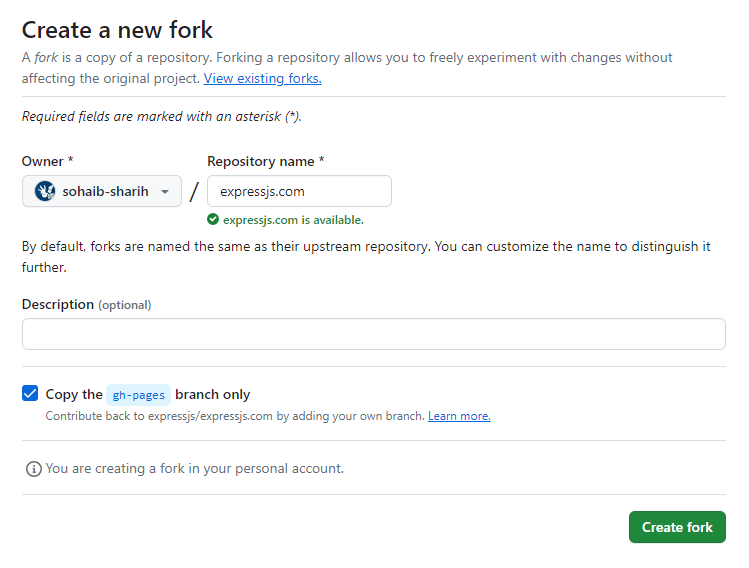 Create a new fork
A fork is a copy of a repository. Forking a repository allows you to freely experiment with changes without
affecting the original project. View existing forks.
Required fields are marked with an asterisk (*).
Owner * Repository name *
sohaib-sharih / expressjs.com
expressjs.com is available.
By default, forks are named the same as their upstream repository. You can customize the name to distinguish it
further.
Description (optional)
Copy the gh-pages branch only
Contribute back to expressjs/expressjs.com by adding your own branch. Learn more.
You are creating a fork in your personal account.
Create fork